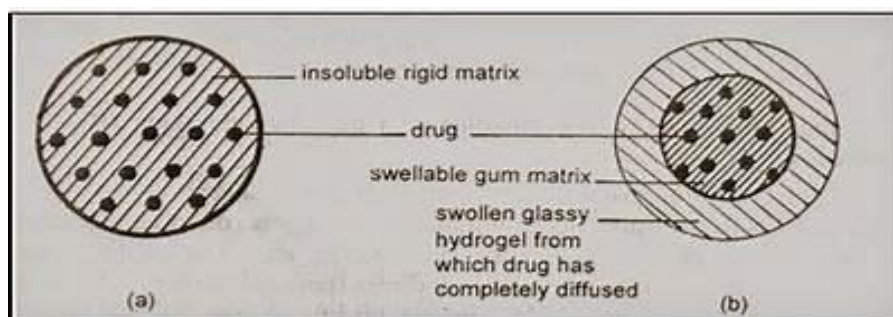 insoluble rigid matrix
drug
swellable gum matrix
swollen glassy
hydrogel from
which drug has
completely diffused
(a)
(b)